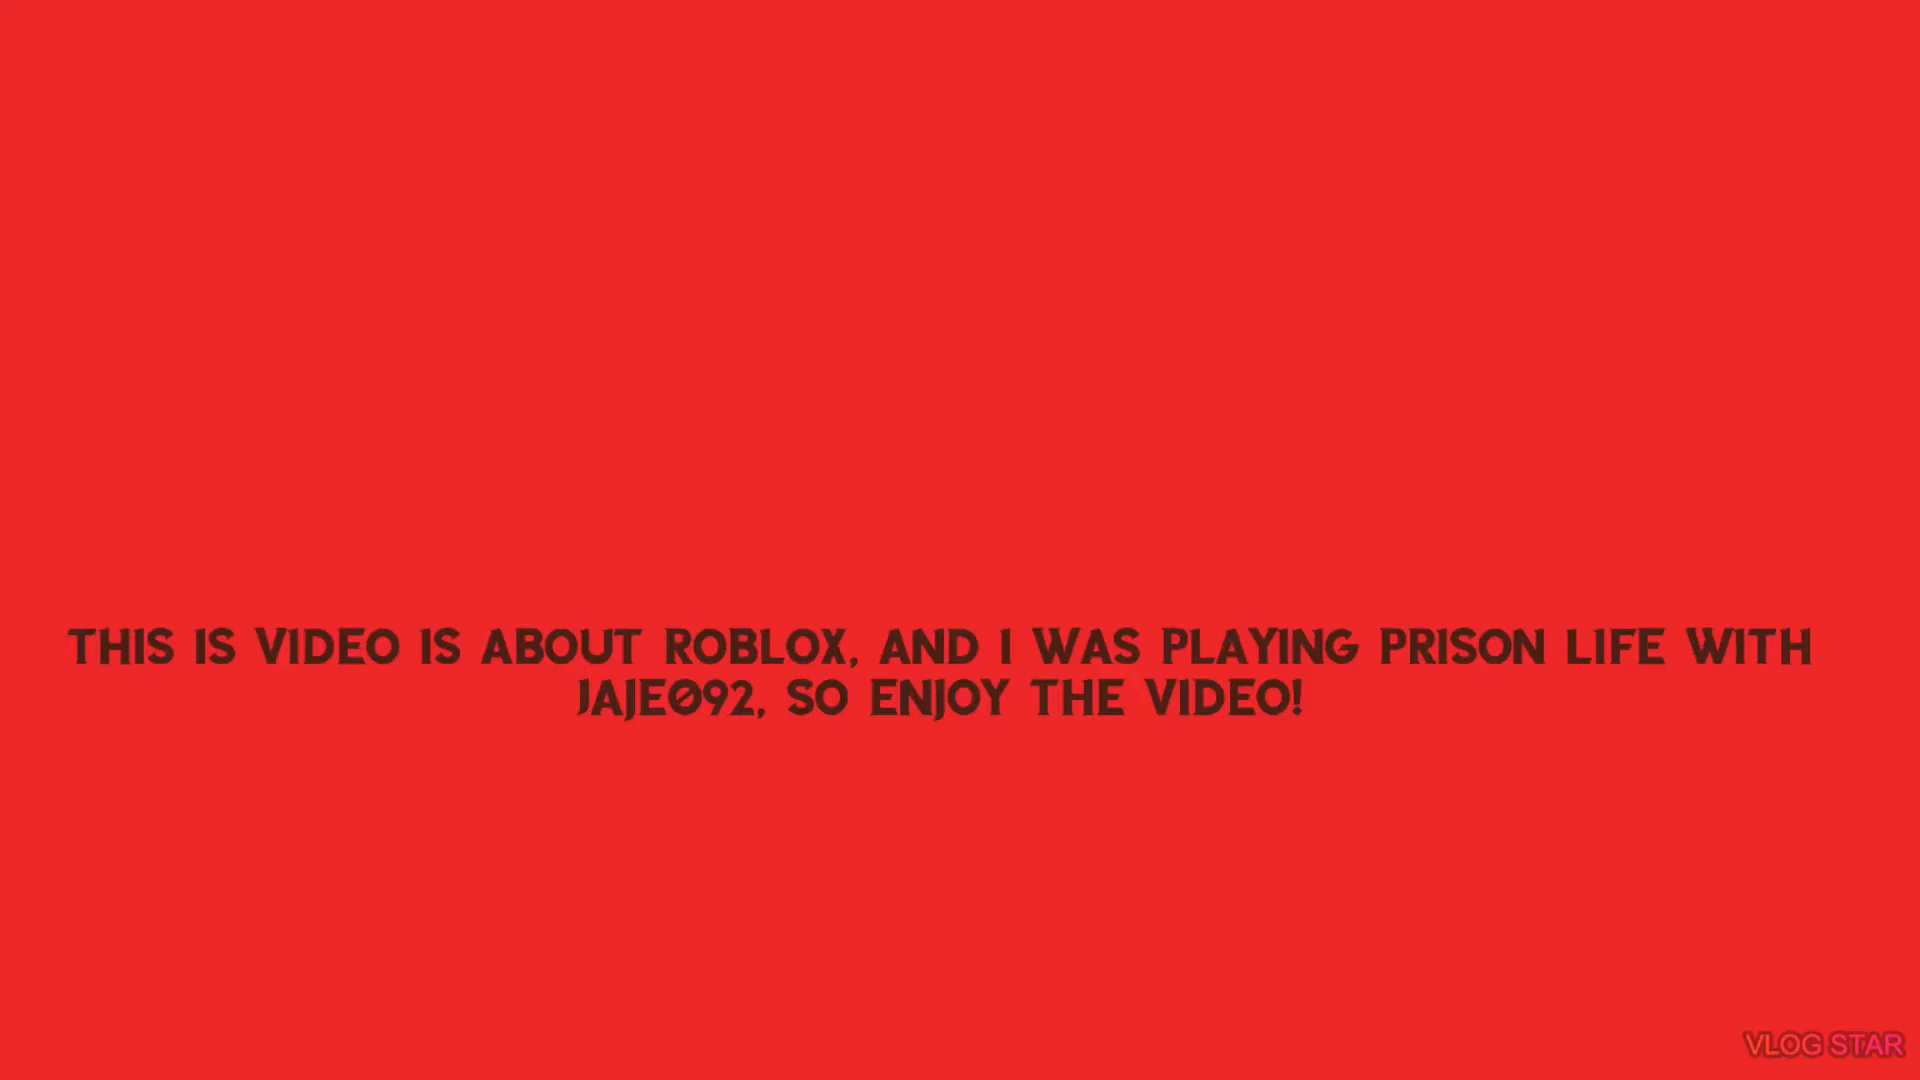 THIS IS VIDEO IS ABOUT ROBLOX, AND I WAS PLAYING PRISON LIFE WITH
JAJE092, SO ENJOY THE VIDEO!
VLOG STAR